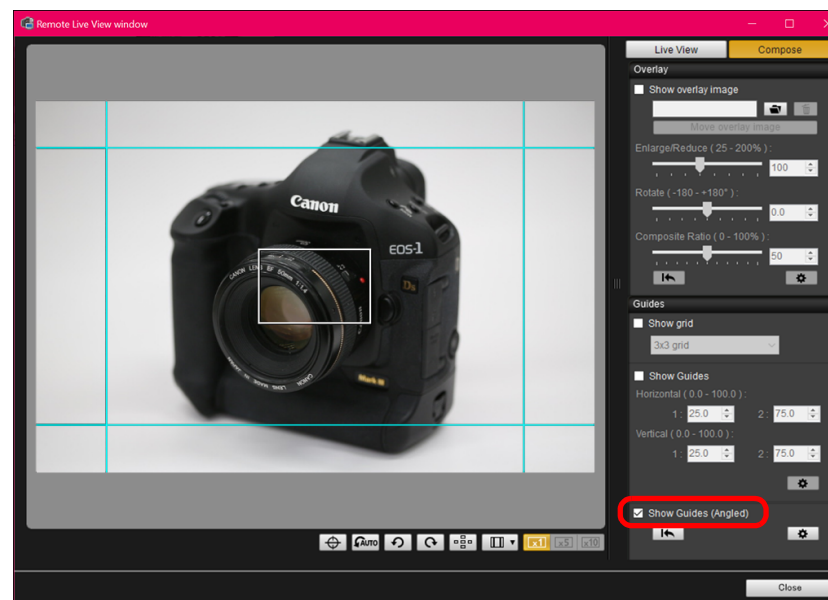 Remote Live View window
Live View Compose
Overlay
Show overlay image
Move overlay image
Enlarge/Reduce ( 25 - 200% ) :
100
Rotate ( -180 - +180° ) :
0.0
Composite Ratio ( 0 - 100% ) :
50
Guides
Show grid
3x3 grid
Show Guides
Horizontal ( 0.0 - 100.0 ) :
1 : 25.0 2 : 75.0
Vertical ( 0.0 - 100.0 ) :
1 : 25.0 2 : 75.0
Show Guides (Angled)
Canon
EOS-1
Ds
CANON LENS EF 50mm 1:1.4
Mark III
AUTO
x1 x5 x10
Close